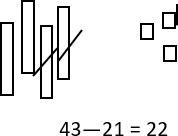 43—21 = 22